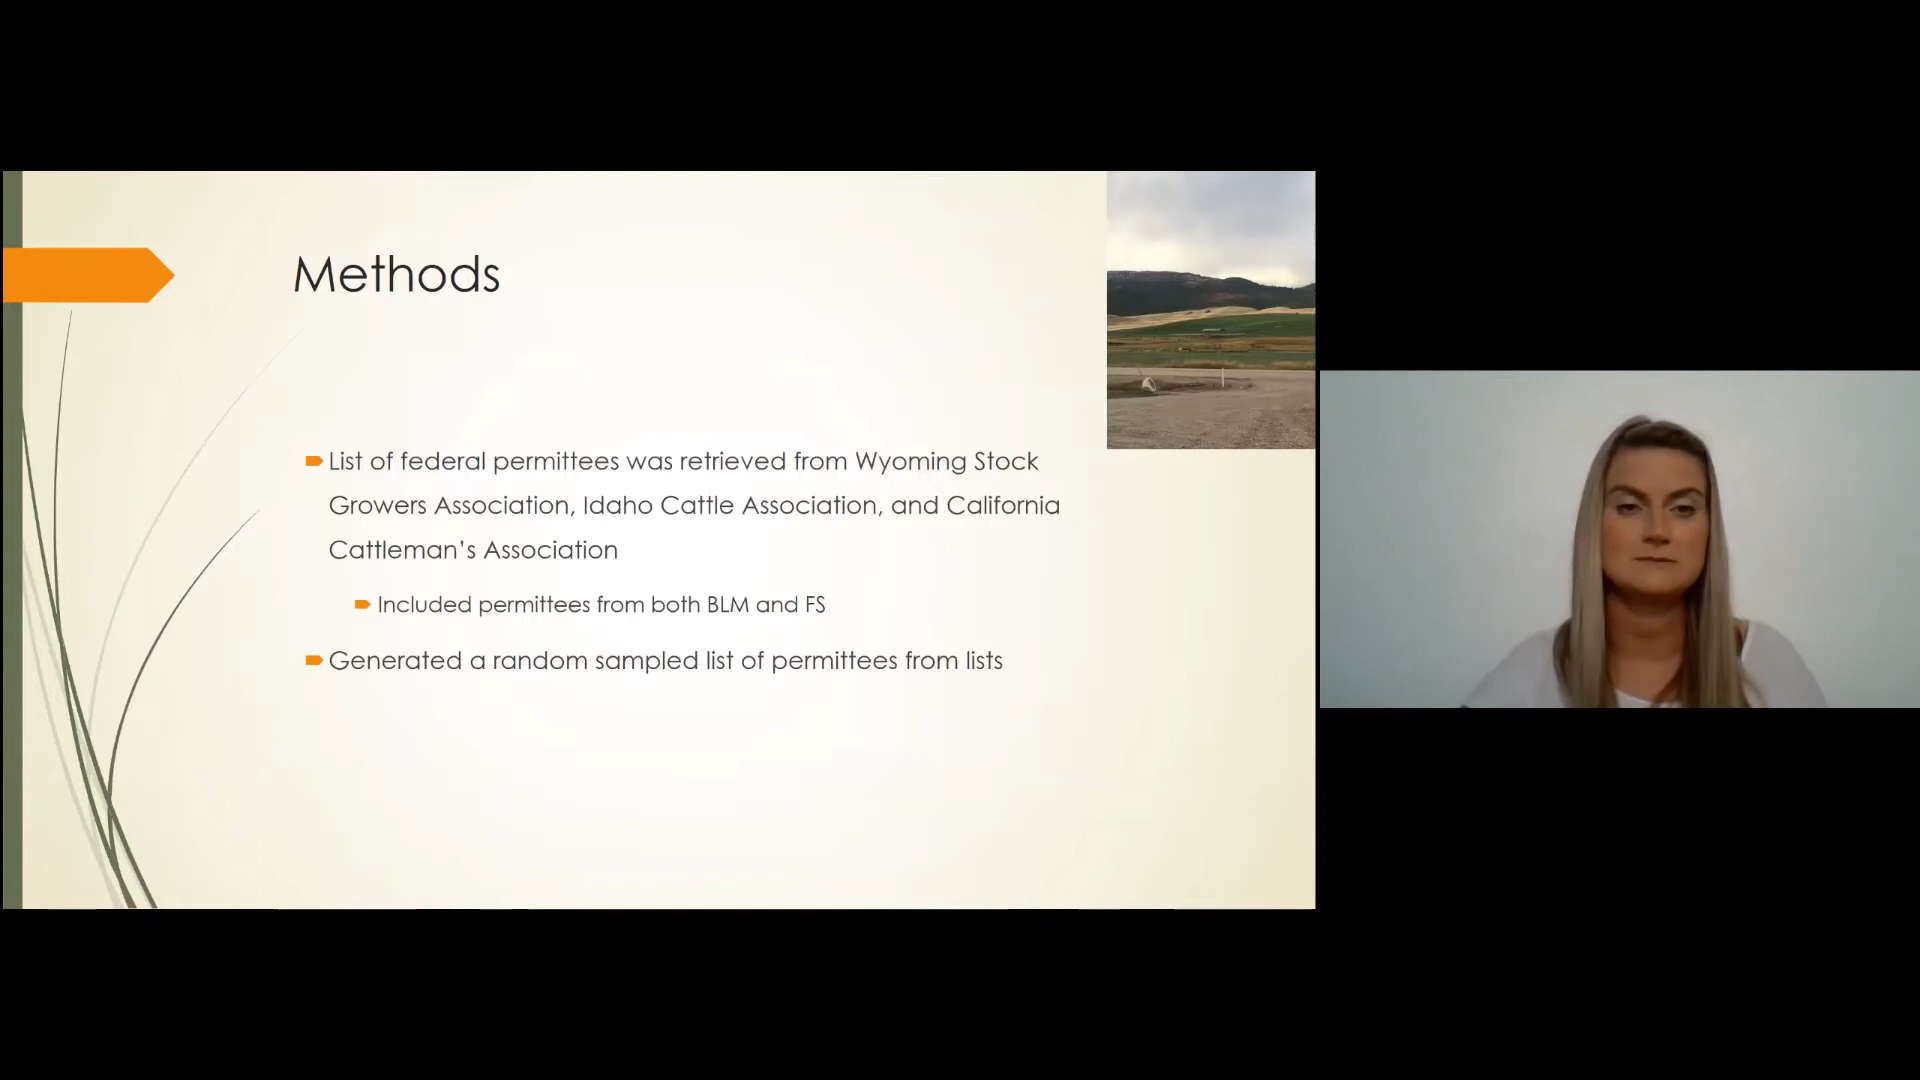 Methods
List of federal permittees was retrieved from Wyoming Stock
Growers Association, Idaho Cattle Association, and California
Cattleman’s Association
Included permittees from both BLM and FS
Generated a random sampled list of permittees from lists